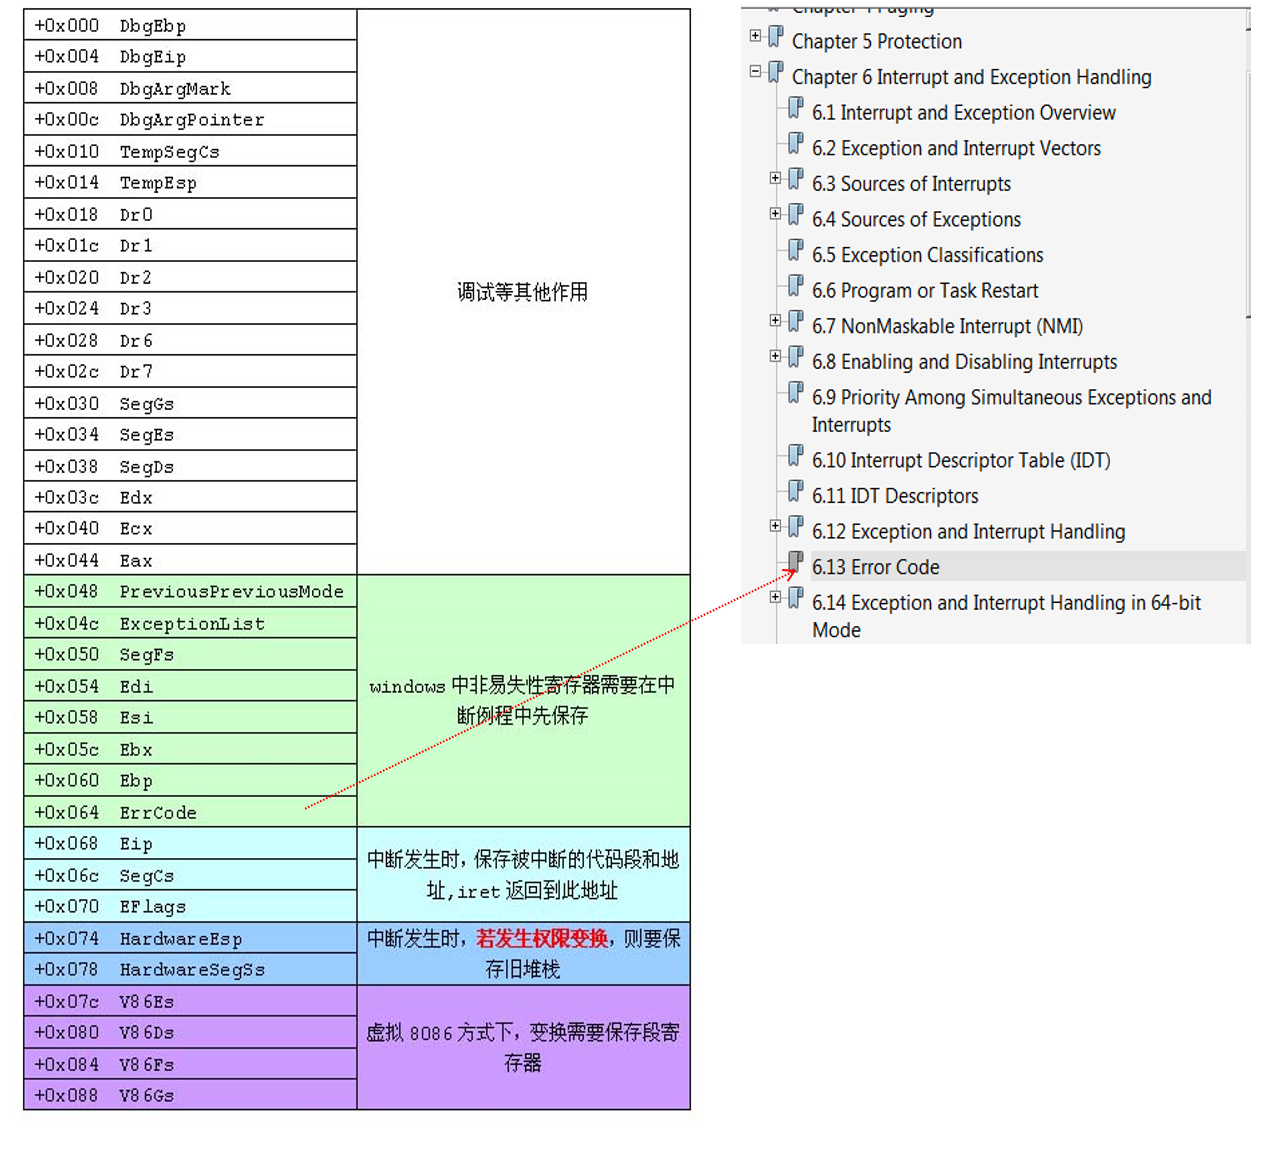 +0x000 DbgEbp
+0x004 DbgEip
+0x008 DbgArgMark
+0x00c DbgArgPointer
+0x010 TempSegCs
+0x014 TempEsp
+0x018 Dr0
+0x01c Dr1
+0x020 Dr2
+0x024 Dr3
+0x028 Dr6
+0x02c Dr7
+0x030 SegGs
+0x034 SegEs
+0x038 SegDs
+0x03c Edx
+0x040 Ecx
+0x044 Eax
调试等其他作用
+0x048 PreviousPreviousMode
+0x04c ExceptionList
+0x050 SegFs
+0x054 Edi
+0x058 Esi
+0x05c Ebx
+0x060 Ebp
+0x064 ErrCode
windows 中非易失性寄存器需要在中
断例程中先保存
+0x068 Eip
+0x06c SegCs
+0x070 EFlags
中断发生时，保存被中断的代码段和地
址,iret 返回到此地址
+0x074 HardwareEsp
+0x078 HardwareSegSs
中断发生时，若发生权限变换，则要保
存旧堆栈
+0x07c V86Es
+0x080 V86Ds
+0x084 V86Fs
+0x088 V86Gs
虚拟 8086 方式下，变换需要保存段寄
存器
Chapter 4 Paging
Chapter 5 Protection
Chapter 6 Interrupt and Exception Handling
6.1 Interrupt and Exception Overview
6.2 Exception and Interrupt Vectors
6.3 Sources of Interrupts
6.4 Sources of Exceptions
6.5 Exception Classifications
6.6 Program or Task Restart
6.7 NonMaskable Interrupt (NMI)
6.8 Enabling and Disabling Interrupts
6.9 Priority Among Simultaneous Exceptions and
Interrupts
6.10 Interrupt Descriptor Table (IDT)
6.11 IDT Descriptors
6.12 Exception and Interrupt Handling
6.13 Error Code
6.14 Exception and Interrupt Handling in 64-bit
Mode